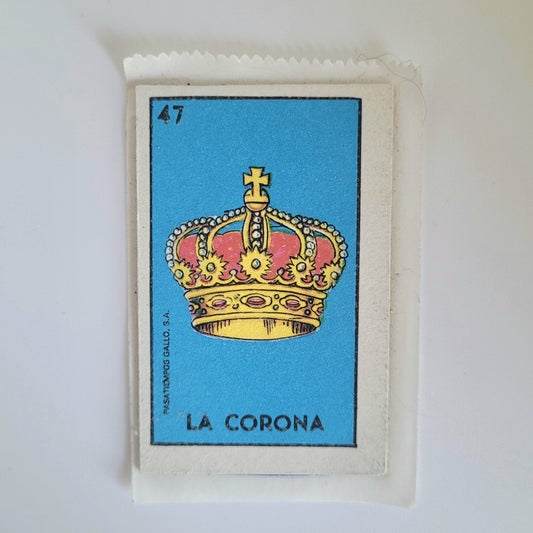 47
PASATIEMPOS GALLO, S.A.
LA CORONA